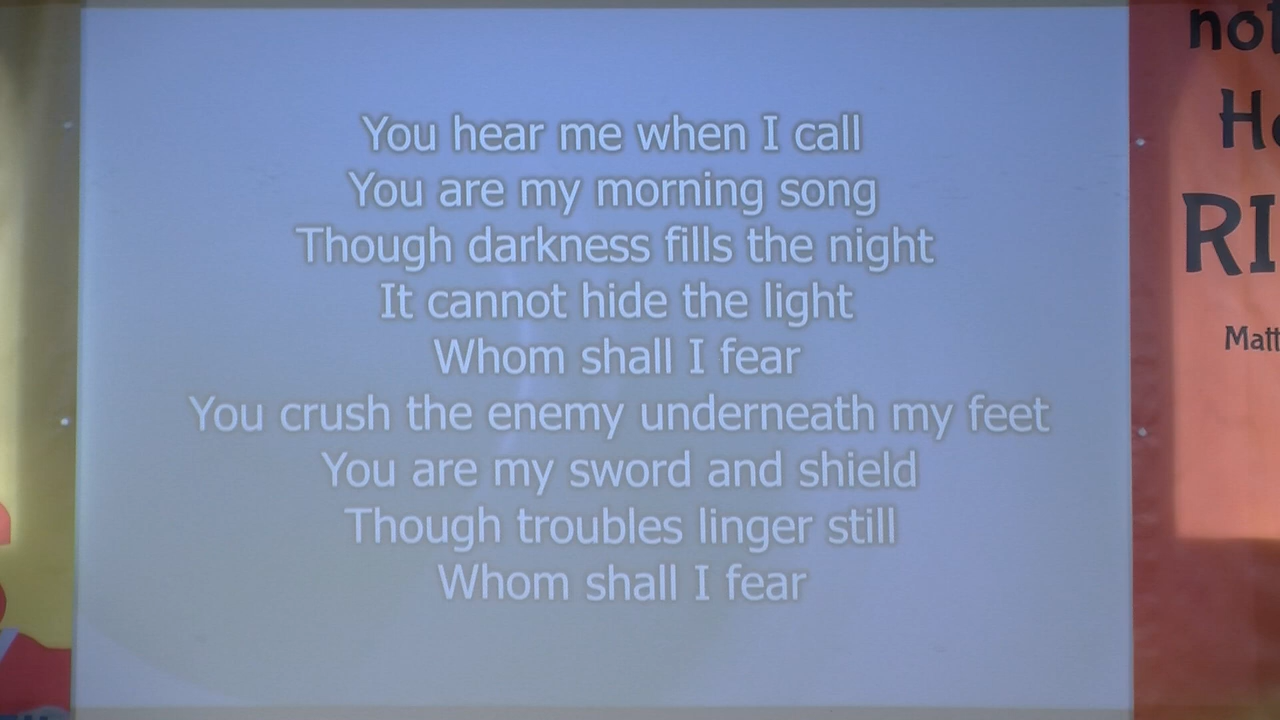 You hear me when I call
You are my morning song
Though darkness fills the night
It cannot hide the light
Whom shall I fear
You crush the enemy underneath my feet
You are my sword and shield
Though troubles linger still
Whom shall I fear
not